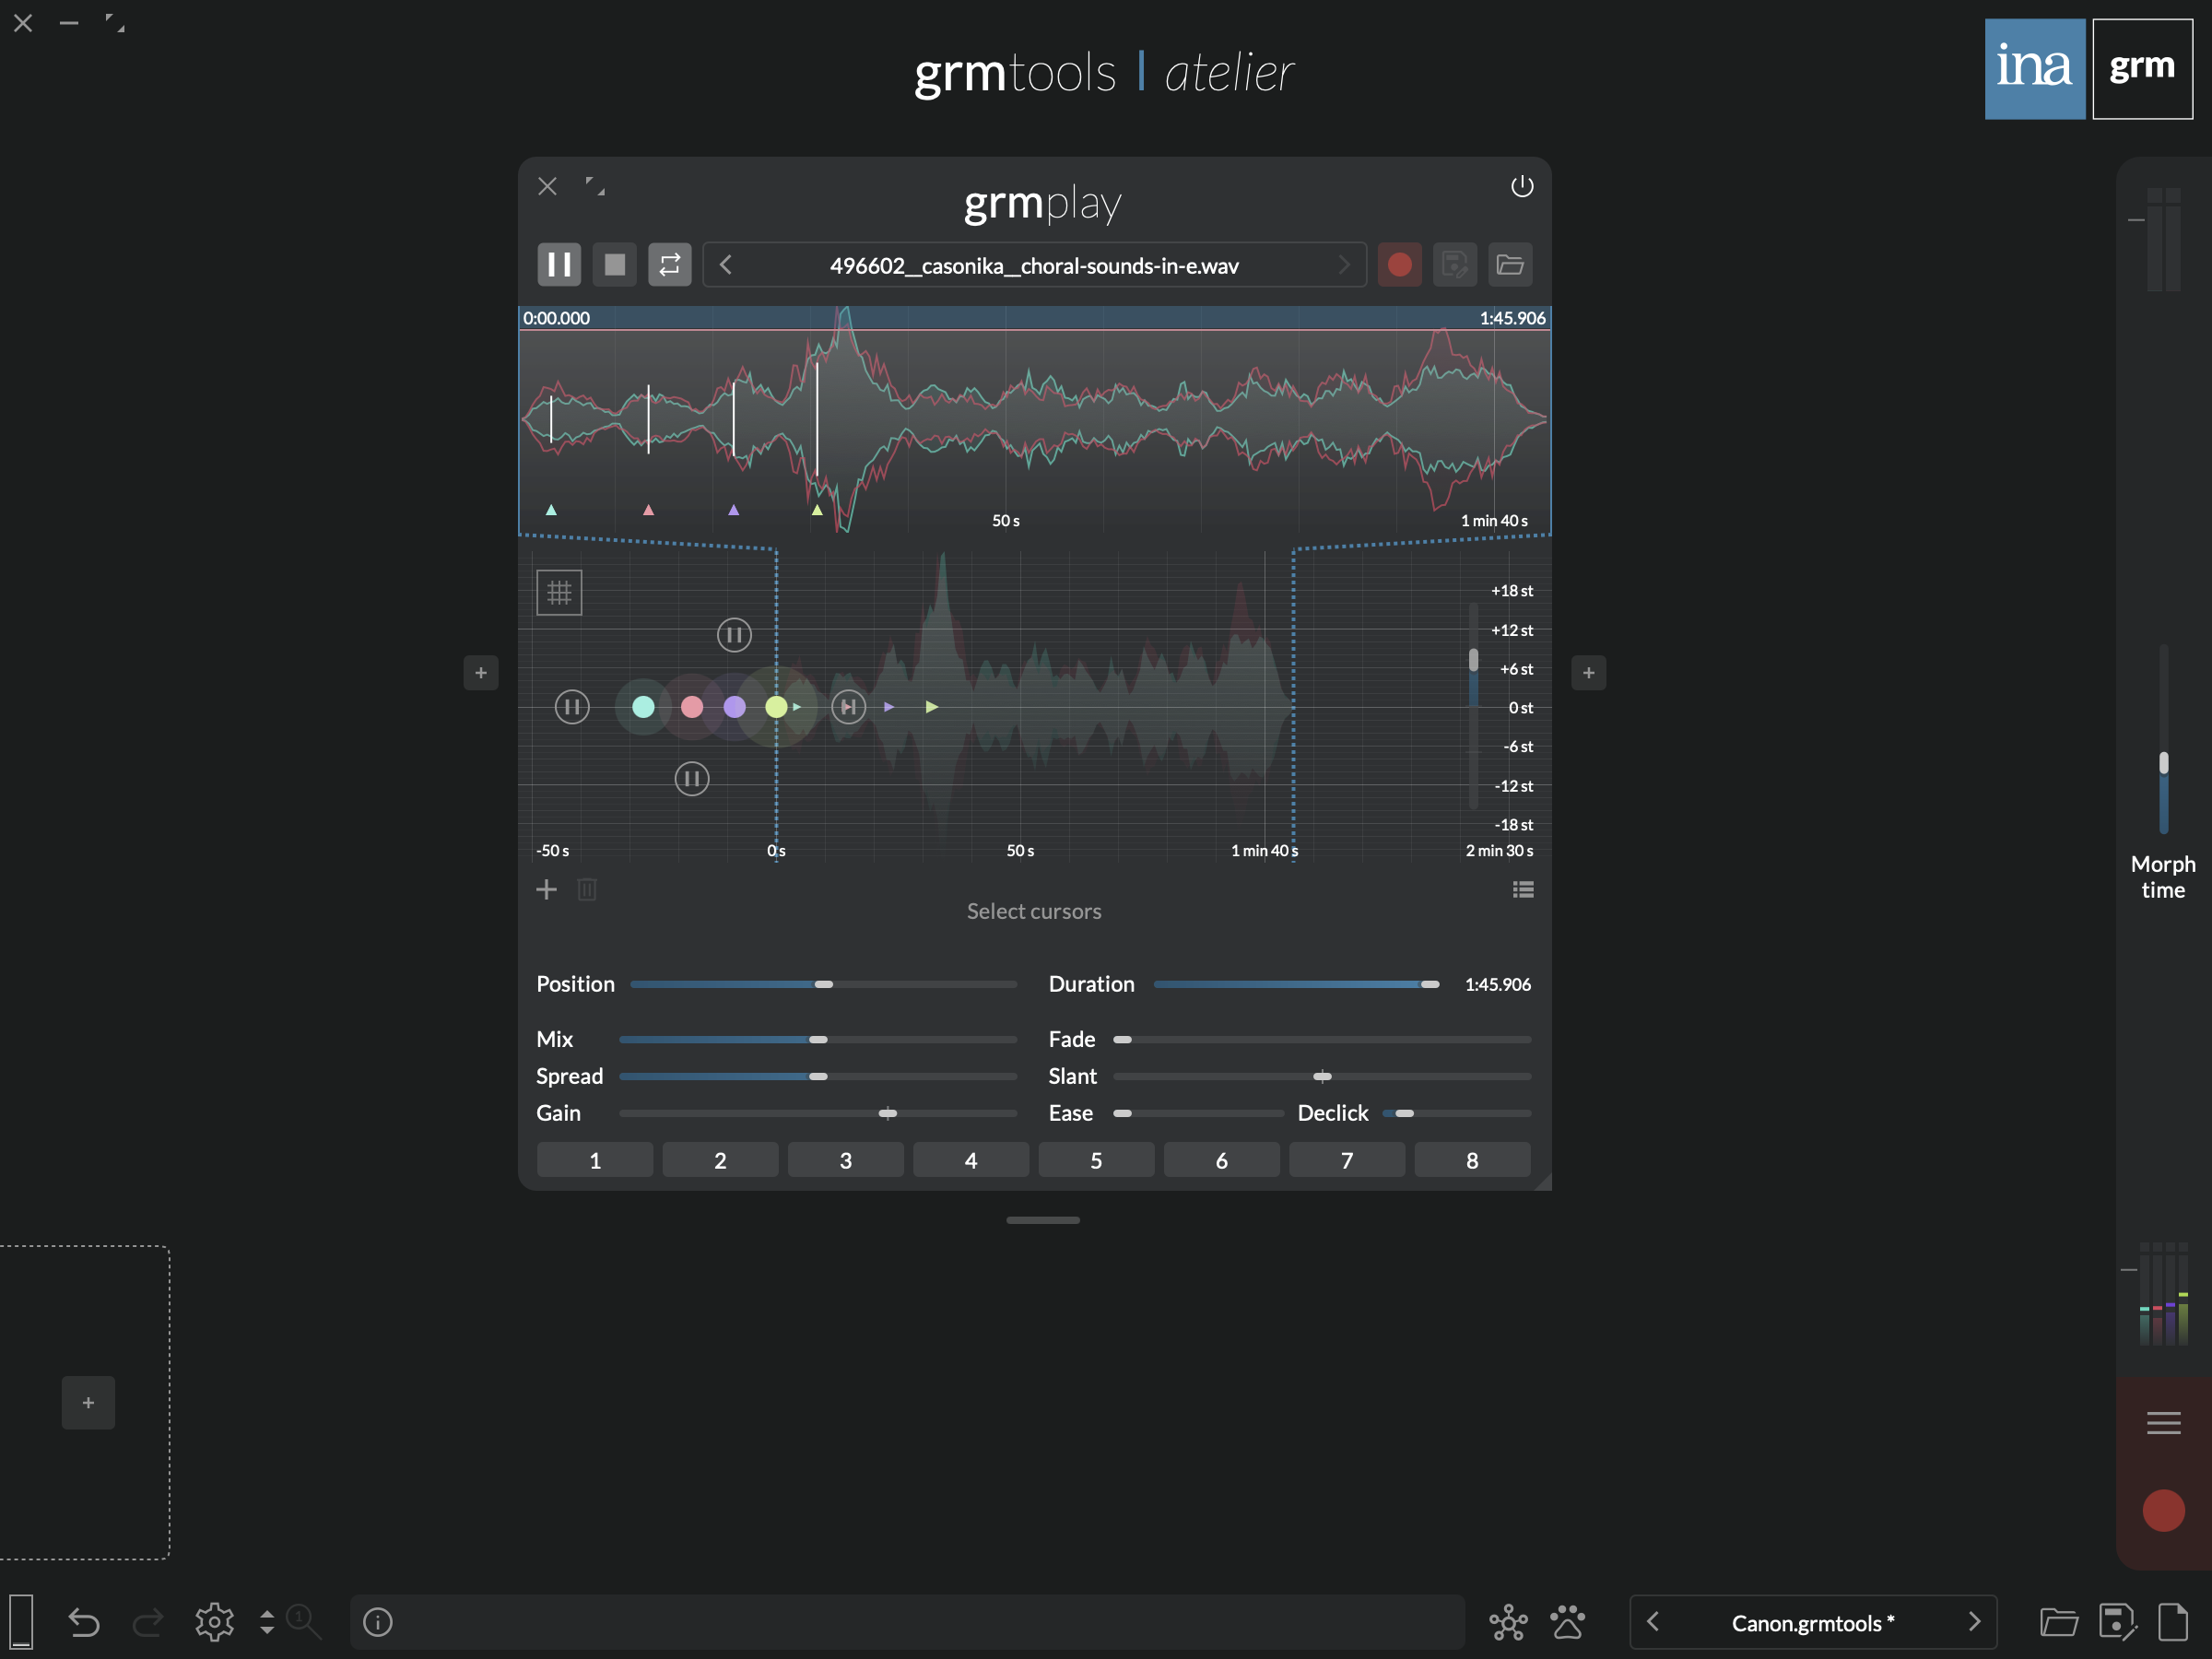 grmtools | atelier
ina grm
grmplay
496602__casonika__choral-sounds-in-e.wav
0:00.000
1:45.906
50 s
1 min 40 s
+18 st
+12 st
+6 st
0 st
-6 st
-12 st
-18 st
-50 s
0 s
50 s
1 min 40 s
2 min 30 s
Select cursors
Position
Duration
1:45.906
Mix
Fade
Spread
Slant
Gain
Ease
Declick
1 2 3 4 5 6 7 8
Morph
time
1
Canon.grmtools *